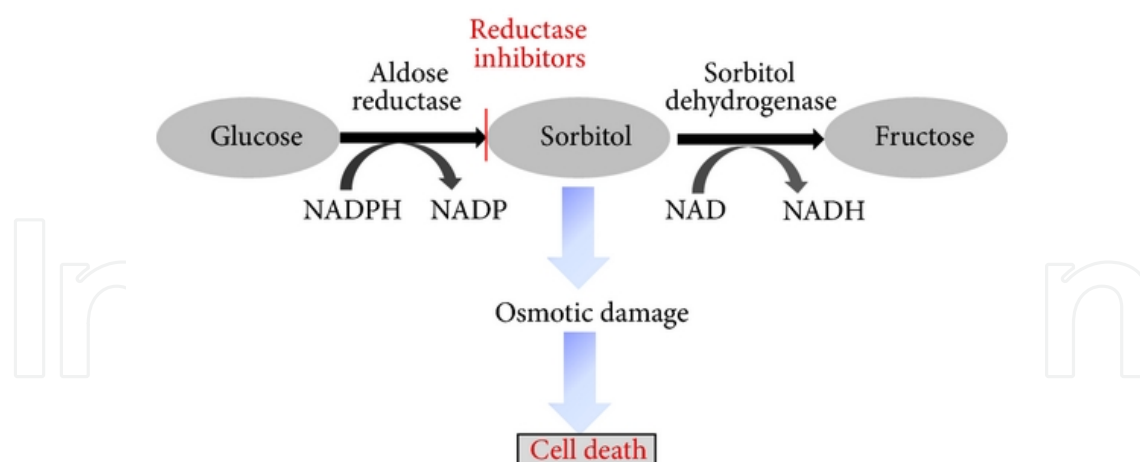 Reductase
inhibitors
Aldose
reductase
Sorbitol
dehydrogenase
Glucose
Sorbitol
Fructose
NADPH
NADP
NAD
NADH
Osmotic damage
Cell death